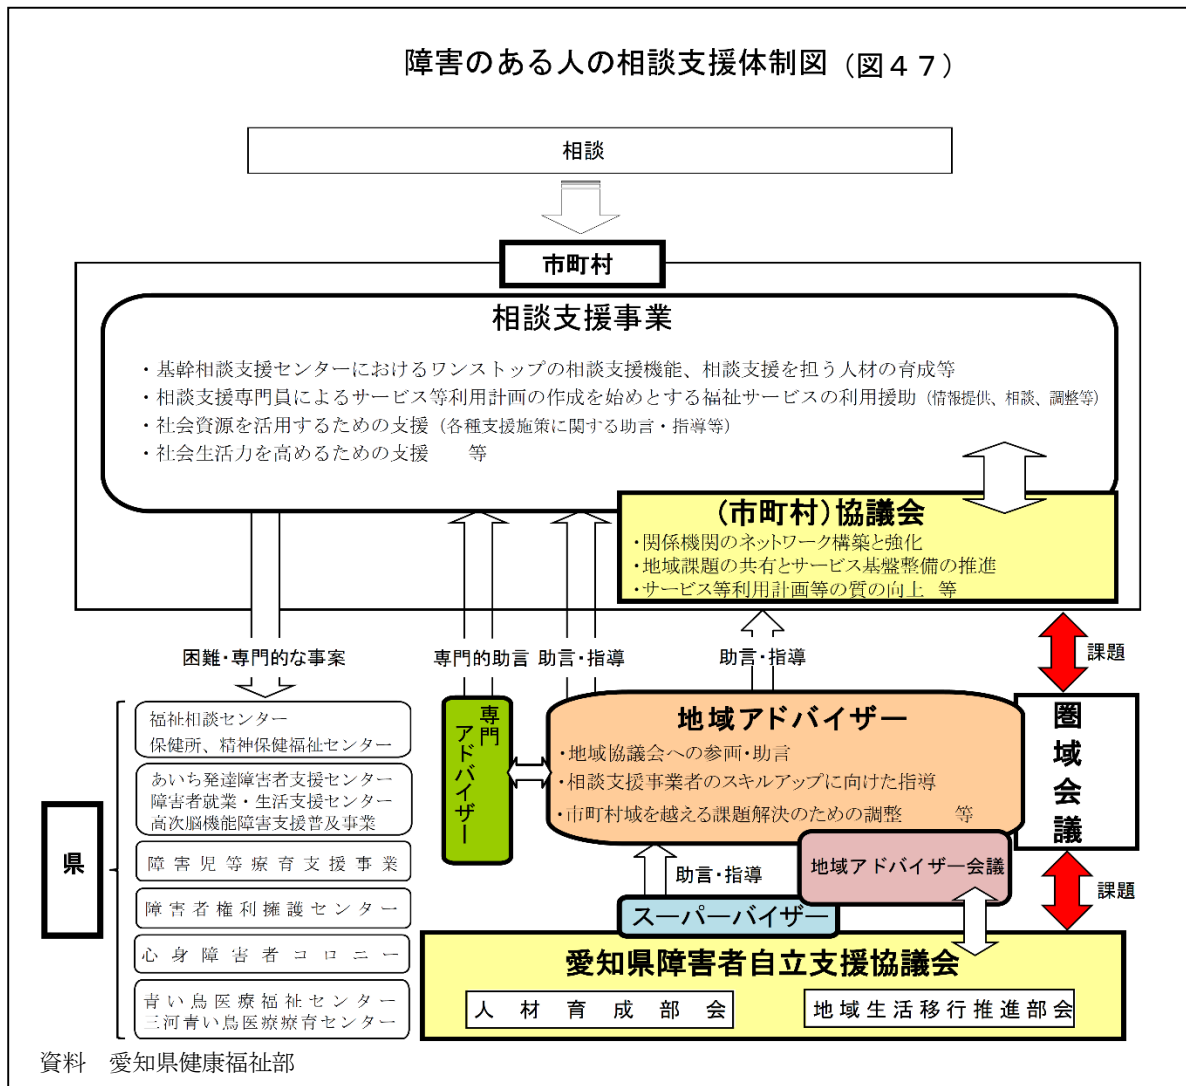 障害のある人の相談支援体制図（図４７）
相談
市町村
相談支援事業
・基幹相談支援センターにおけるワンストップの相談支援機能、相談支援を担う人材の育成等
・相談支援専門員によるサービス等利用計画の作成を始めとする福祉サービスの利用援助（情報提供、相談、調整等）
・社会資源を活用するための支援（各種支援施策に関する助言・指導等）
・社会生活力を高めるための支援　　等
（市町村）協議会
・関係機関のネットワーク構築と強化
・地域課題の共有とサービス基盤整備の推進
・サービス等利用計画等の質の向上　等
困難・専門的な事案
専門的助言
助言・指導
助言・指導
課題
県
福祉相談センター
保健所、精神保健福祉センター
あいち発達障害者支援センター
障害者就業・生活支援センター
高次脳機能障害支援普及事業
障害児等療育支援事業
障害者権利擁護センター
心身障害者コロニー
青い鳥医療福祉センター
三河青い鳥医療療育センター
専門
アドバイザー
地域アドバイザー
・地域協議会への参画・助言
・相談支援事業者のスキルアップに向けた指導
・市町村域を越える課題解決のための調整　　等
圏域会議
地域アドバイザー会議
助言・指導
課題
スーパーバイザー
愛知県障害者自立支援協議会
人材育成部会
地域生活移行推進部会
資料　愛知県健康福祉部